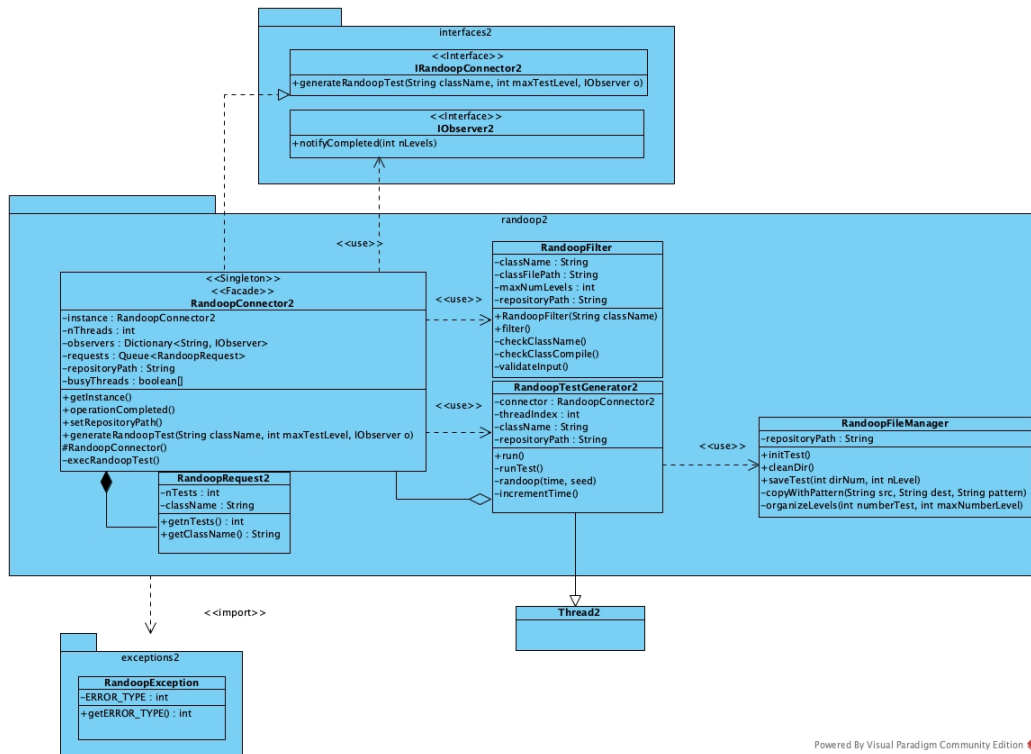 interfaces2
<<Interface>>
IRandoopConnector2
+generateRandoopTest(String className, int maxTestLevel, IObserver o)
<<Interface>>
IObserver2
+notifyCompleted(int nLevels)
randoop2
<<use>>
<<Singleton>>
<<Facade>>
RandoopConnector2
-instance : RandoopConnector2
-nThreads : int
-observers : Dictionary<String, IObserver>
-requests : Queue<RandoopRequest>
-repositoryPath : String
-busyThreads : boolean[]
+getInstance()
+operationCompleted()
+setRepositoryPath()
+generateRandoopTest(String className, int maxTestLevel, IObserver o)
#RandoopConnector()
-execRandoopTest()
<<use>>
<<use>>
RandoopFilter
-className : String
-classFilePath : String
-maxNumLevels : int
-repositoryPath : String
+RandoopFilter(String className)
+filter()
-checkClassName()
-checkClassCompile()
-validateInput()
RandoopTestGenerator2
-connector : RandoopConnector2
-threadIndex : int
-className : String
-repositoryPath : String
+run()
-runTest()
-randoop(time, seed)
-incrementTime()
<<use>>
RandoopFileManager
-repositoryPath : String
+initTest()
+cleanDir()
+saveTest(int dirNum, int nLevel)
-copyWithPattern(String src, String dest, String pattern)
-organizeLevels(int numberTest, int maxNumberLevel)
RandoopRequest2
-nTests : int
-className : String
+getnTests() : int
+getClassName() : String
<<import>>
Thread2
exceptions2
RandoopException
-ERROR_TYPE : int
+getERROR_TYPE() : int
Powered By Visual Paradigm Community Edition